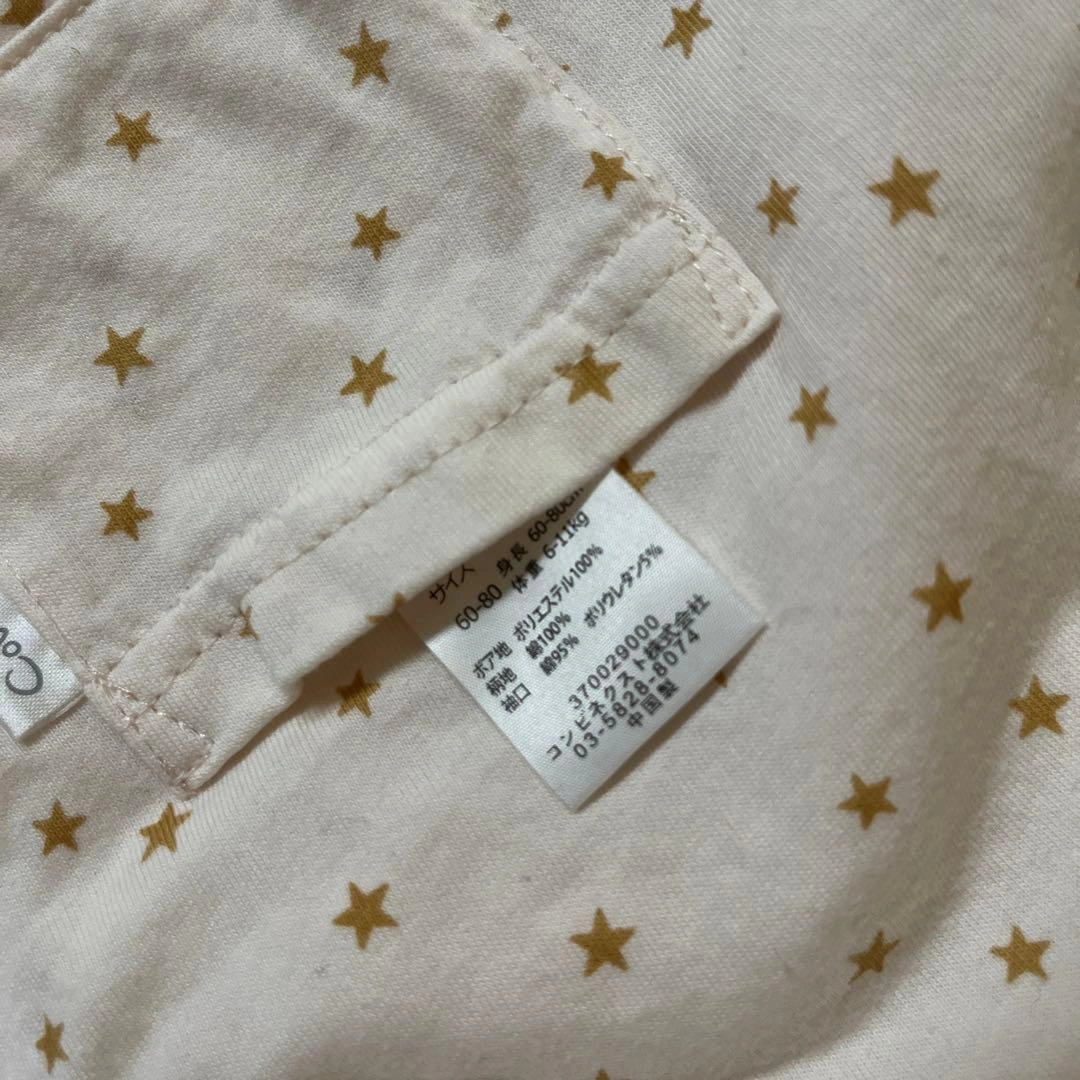 サイズ
60-80
身長 60-80cm
体重 6-11kg
ボア地 ポリエステル100%
柄地 綿100%
袖口 綿95% ポリウレタン5%
370029000
コンビネクスト株式会社
03-5828-8074
中国製
Co